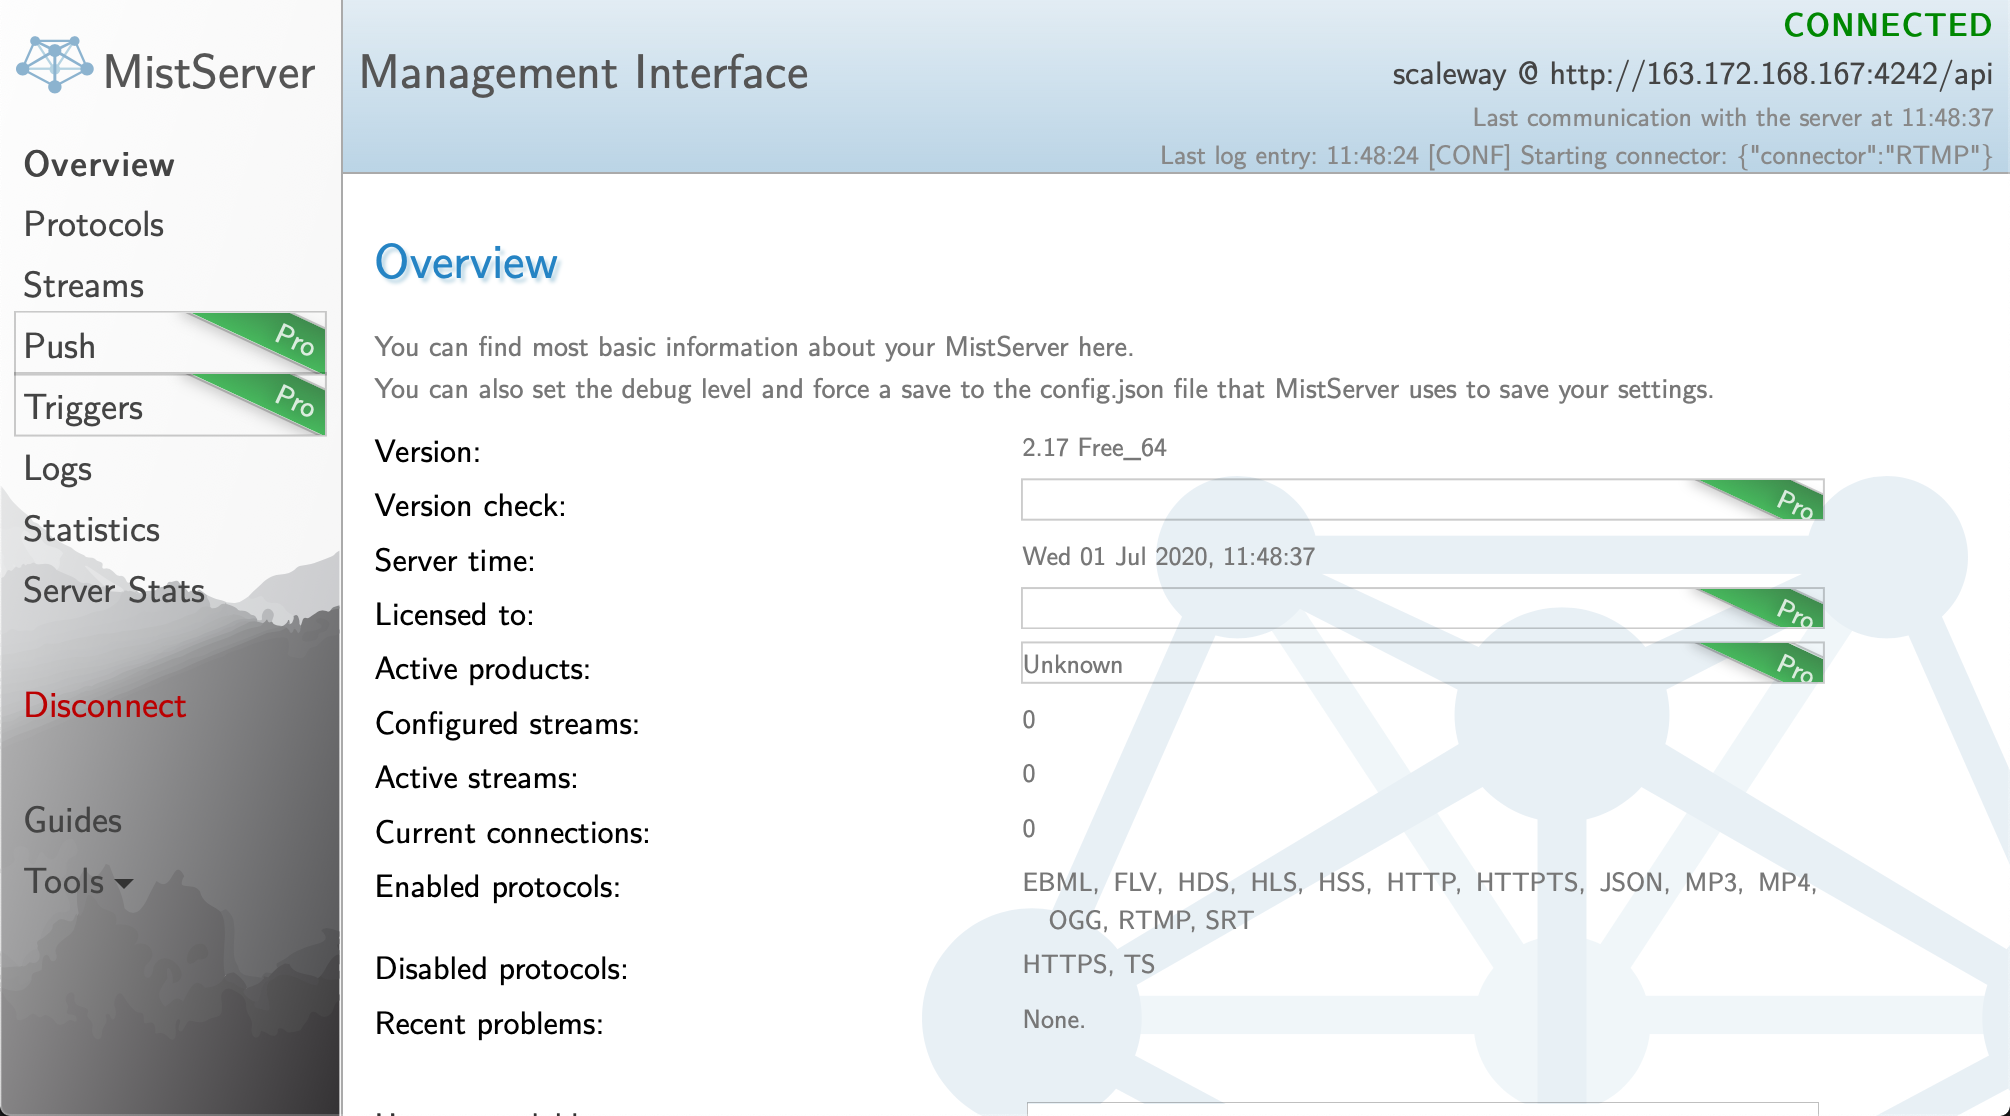 MistServer
Management Interface
CONNECTED
scaleway @ http://163.172.168.167:4242/api
Last communication with the server at 11:48:37
Last log entry: 11:48:24 [CONF] Starting connector: {"connector":"RTMP"}
Overview
Protocols
Streams
Push Pro
Triggers Pro
Logs
Statistics
Server Stats
Disconnect
Guides
Tools
Overview
You can find most basic information about your MistServer here.
You can also set the debug level and force a save to the config.json file that MistServer uses to save your settings.
Version: 2.17 Free_64
Version check: Pro
Server time: Wed 01 Jul 2020, 11:48:37
Licensed to: Pro
Active products: Unknown Pro
Configured streams: 0
Active streams: 0
Current connections: 0
Enabled protocols: EBML, FLV, HDS, HLS, HSS, HTTP, HTTPTS, JSON, MP3, MP4,
OGG, RTMP, SRT
Disabled protocols: HTTPS, TS
Recent problems: None.